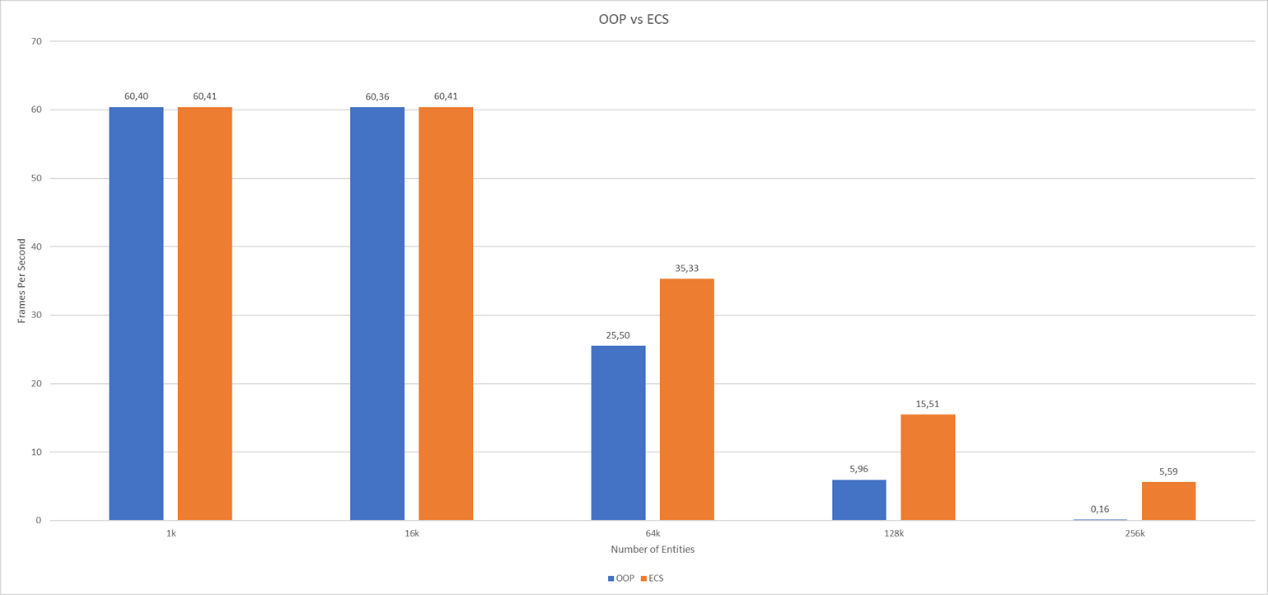 OOP vs ECS
70
60
50
40
30
20
10
0
Frames Per Second
60,40
60,41
60,36
60,41
25,50
35,33
5,96
15,51
0,16
5,59
1k
16k
64k
128k
256k
Number of Entities
OOP
ECS